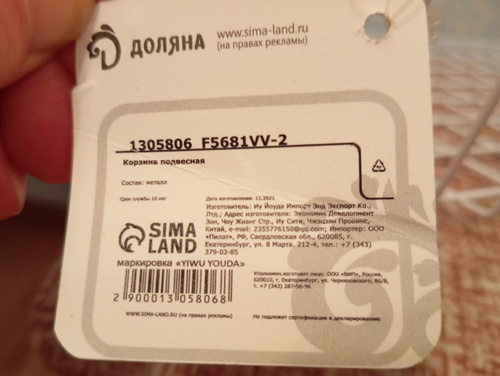 ДОЛЯНА
www.sima-land.ru
(на правах рекламы)
1305806 F5681VV-2
Корзина подвесная
Состав: металл
Срок службы 10 лет
Дата изготовления: 11.2021
Изготовитель: Иу Йоуда Импорт Энд Экспорт Ко.,
Лтд.; Адрес изготовителя: Экономик Девелопмент
Зон, Чоу Жианг Стр., Иу Сити, Чжэцзян Провинс,
Китай, e-mail: 2355776150@qq.com; Импортер: ООО
«Пилат», РФ, Свердловская обл., 620085, г.
Екатеринбург, ул. 8 Марта, 212-4, тел.: +7 (343)
379-03-85
SIMA
LAND
маркировка «YIWU YOUDA»
Уполномоч.изготовит.лицо: ООО «ВИП», Россия,
620010, г. Екатеринбург, ул. Черняховского, 86/8,
т. +7 (343) 287-56-96
2 900013 058068
WWW.SIMA-LAND.RU (на правах рекламы)
Не подлежит сертификации и декларированию